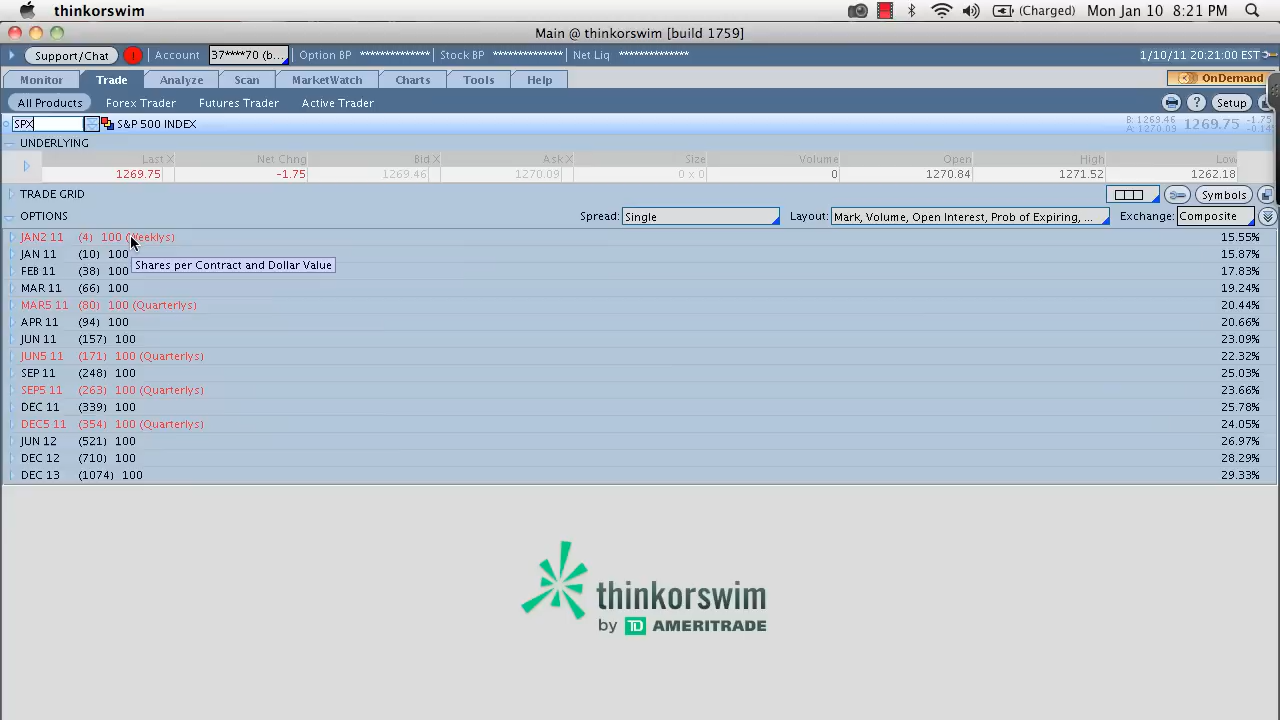 thinkorswim (Charged) Mon Jan 10 8:21 PM
Main @ thinkorswim [build 1759]
Support/Chat ! Account 37****70 (b... Option BP ************** Stock BP ************** Net Liq ************** 1/10/11 20:21:00 EST
Monitor Trade Analyze Scan MarketWatch Charts Tools Help OnDemand
All Products Forex Trader Futures Trader Active Trader ? Setup
SPX S&P 500 INDEX B: 1269.46 A: 1270.09 1269.75 -1.75
UNDERLYING
Last X Net Chng Bid X Ask X Size Volume Open High Low
1269.75 -1.75 1269.46 1270.09 0 x 0 0 1270.84 1271.52 1262.18
TRADE GRID Symbols
OPTIONS Spread: Single Layout: Mark, Volume, Open Interest, Prob of Expiring, ... Exchange: Composite
JAN2 11 (4) 100 (Weeklys) 15.55%
JAN 11 (10) 100 15.87%
Shares per Contract and Dollar Value
FEB 11 (38) 100 17.83%
MAR 11 (66) 100 19.24%
MAR5 11 (80) 100 (Quarterlys) 20.44%
APR 11 (94) 100 20.66%
JUN 11 (157) 100 23.09%
JUN5 11 (171) 100 (Quarterlys) 22.32%
SEP 11 (248) 100 25.03%
SEP5 11 (263) 100 (Quarterlys) 23.66%
DEC 11 (339) 100 25.78%
DEC5 11 (354) 100 (Quarterlys) 24.05%
JUN 12 (521) 100 26.97%
DEC 12 (710) 100 28.29%
DEC 13 (1074) 100 29.33%
thinkorswim
by TD AMERITRADE